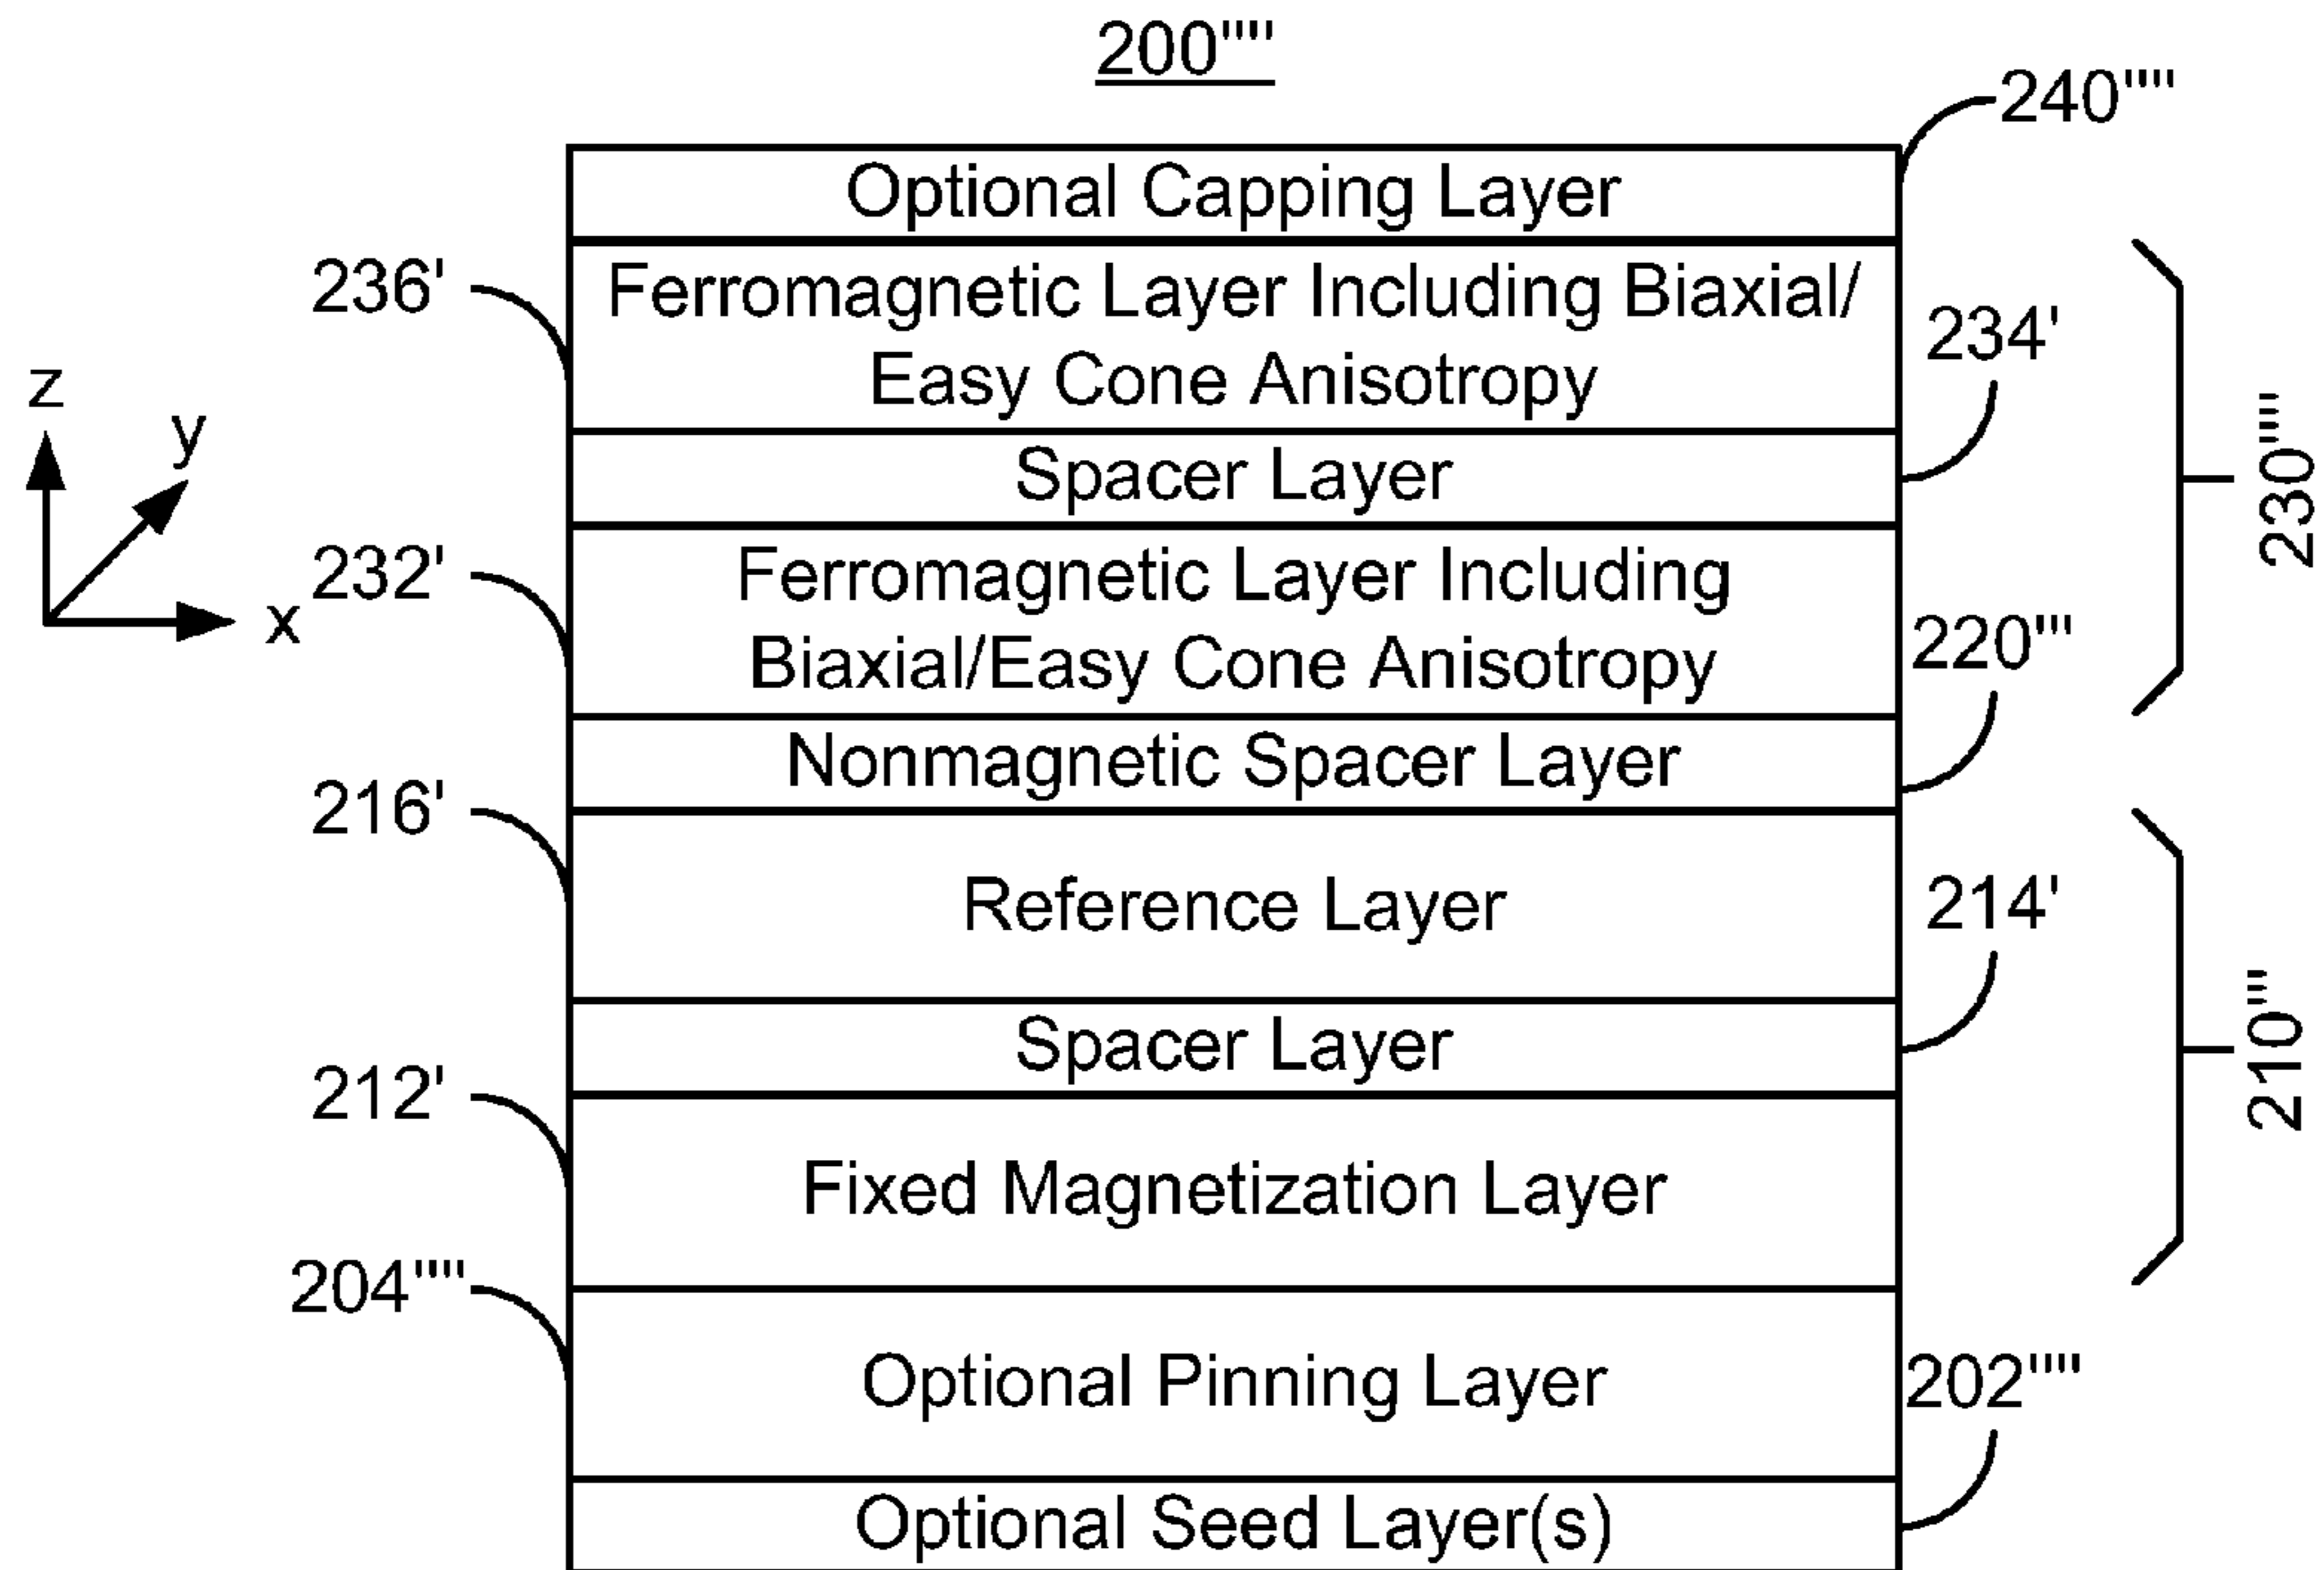 200""
240""
Optional Capping Layer
236'
Ferromagnetic Layer Including Biaxial/
Easy Cone Anisotropy
234'
z
y
x
Spacer Layer
230""
232'
Ferromagnetic Layer Including
Biaxial/Easy Cone Anisotropy
220"'
Nonmagnetic Spacer Layer
216'
Reference Layer
214'
210"'
Spacer Layer
212'
Fixed Magnetization Layer
204""
Optional Pinning Layer
202""
Optional Seed Layer(s)